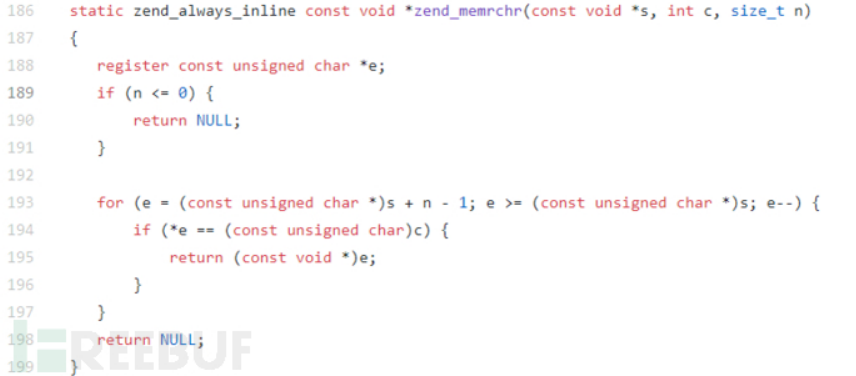 186 static zend_always_inline const void *zend_memrchr(const void *s, int c, size_t n)
187 {
188 register const unsigned char *e;
189 if (n <= 0) {
190 return NULL;
191 }
192
193 for (e = (const unsigned char *)s + n - 1; e >= (const unsigned char *)s; e--) {
194 if (*e == (const unsigned char)c) {
195 return (const void *)e;
196 }
197 }
198 return NULL;
199 }
FREEBUF